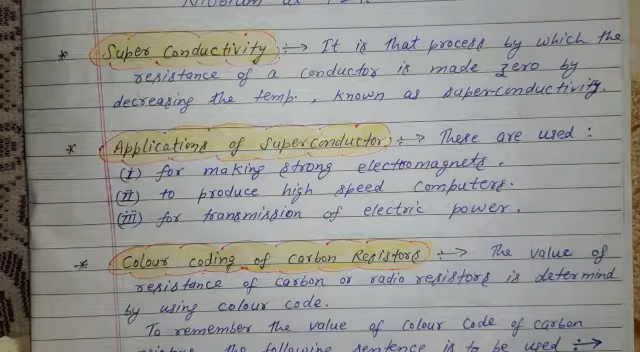 * Super Conductivity :-> It is that process by which the
resistance of a conductor is made zero by
decreasing the temp., known as super-conductivity.
* Applications of Superconductor :-> These are used :
(i) for making strong electromagnets.
(ii) to produce high speed computers.
(iii) for transmission of electric power.
* Colour coding of Carbon Resistors :-> The value of
resistance of carbon or radio resistors is determind
by using colour code.
To remember the value of colour code of carbon
the following sentence is to be used :->